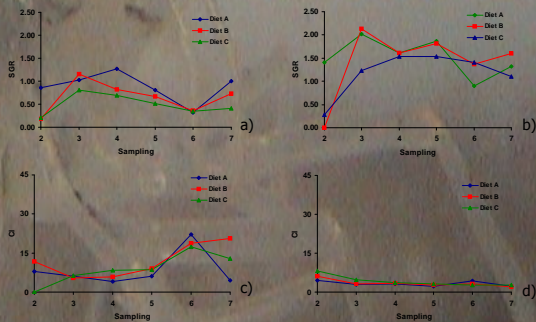 2.50
2.00
1.50
1.00
0.50
0.00
SGR
2 3 4 5 6 7
Sampling
Diet A
Diet B
Diet C
a)
2.50
2.00
1.50
1.00
0.50
0.00
SGR
2 3 4 5 6 7
Sampling
Diet A
Diet B
Diet C
b)
45
30
15
0
CI
2 3 4 5 6 7
Sampling
Diet A
Diet B
Diet C
c)
45
30
15
0
CI
2 3 4 5 6 7
Sampling
Diet A
Diet B
Diet C
d)